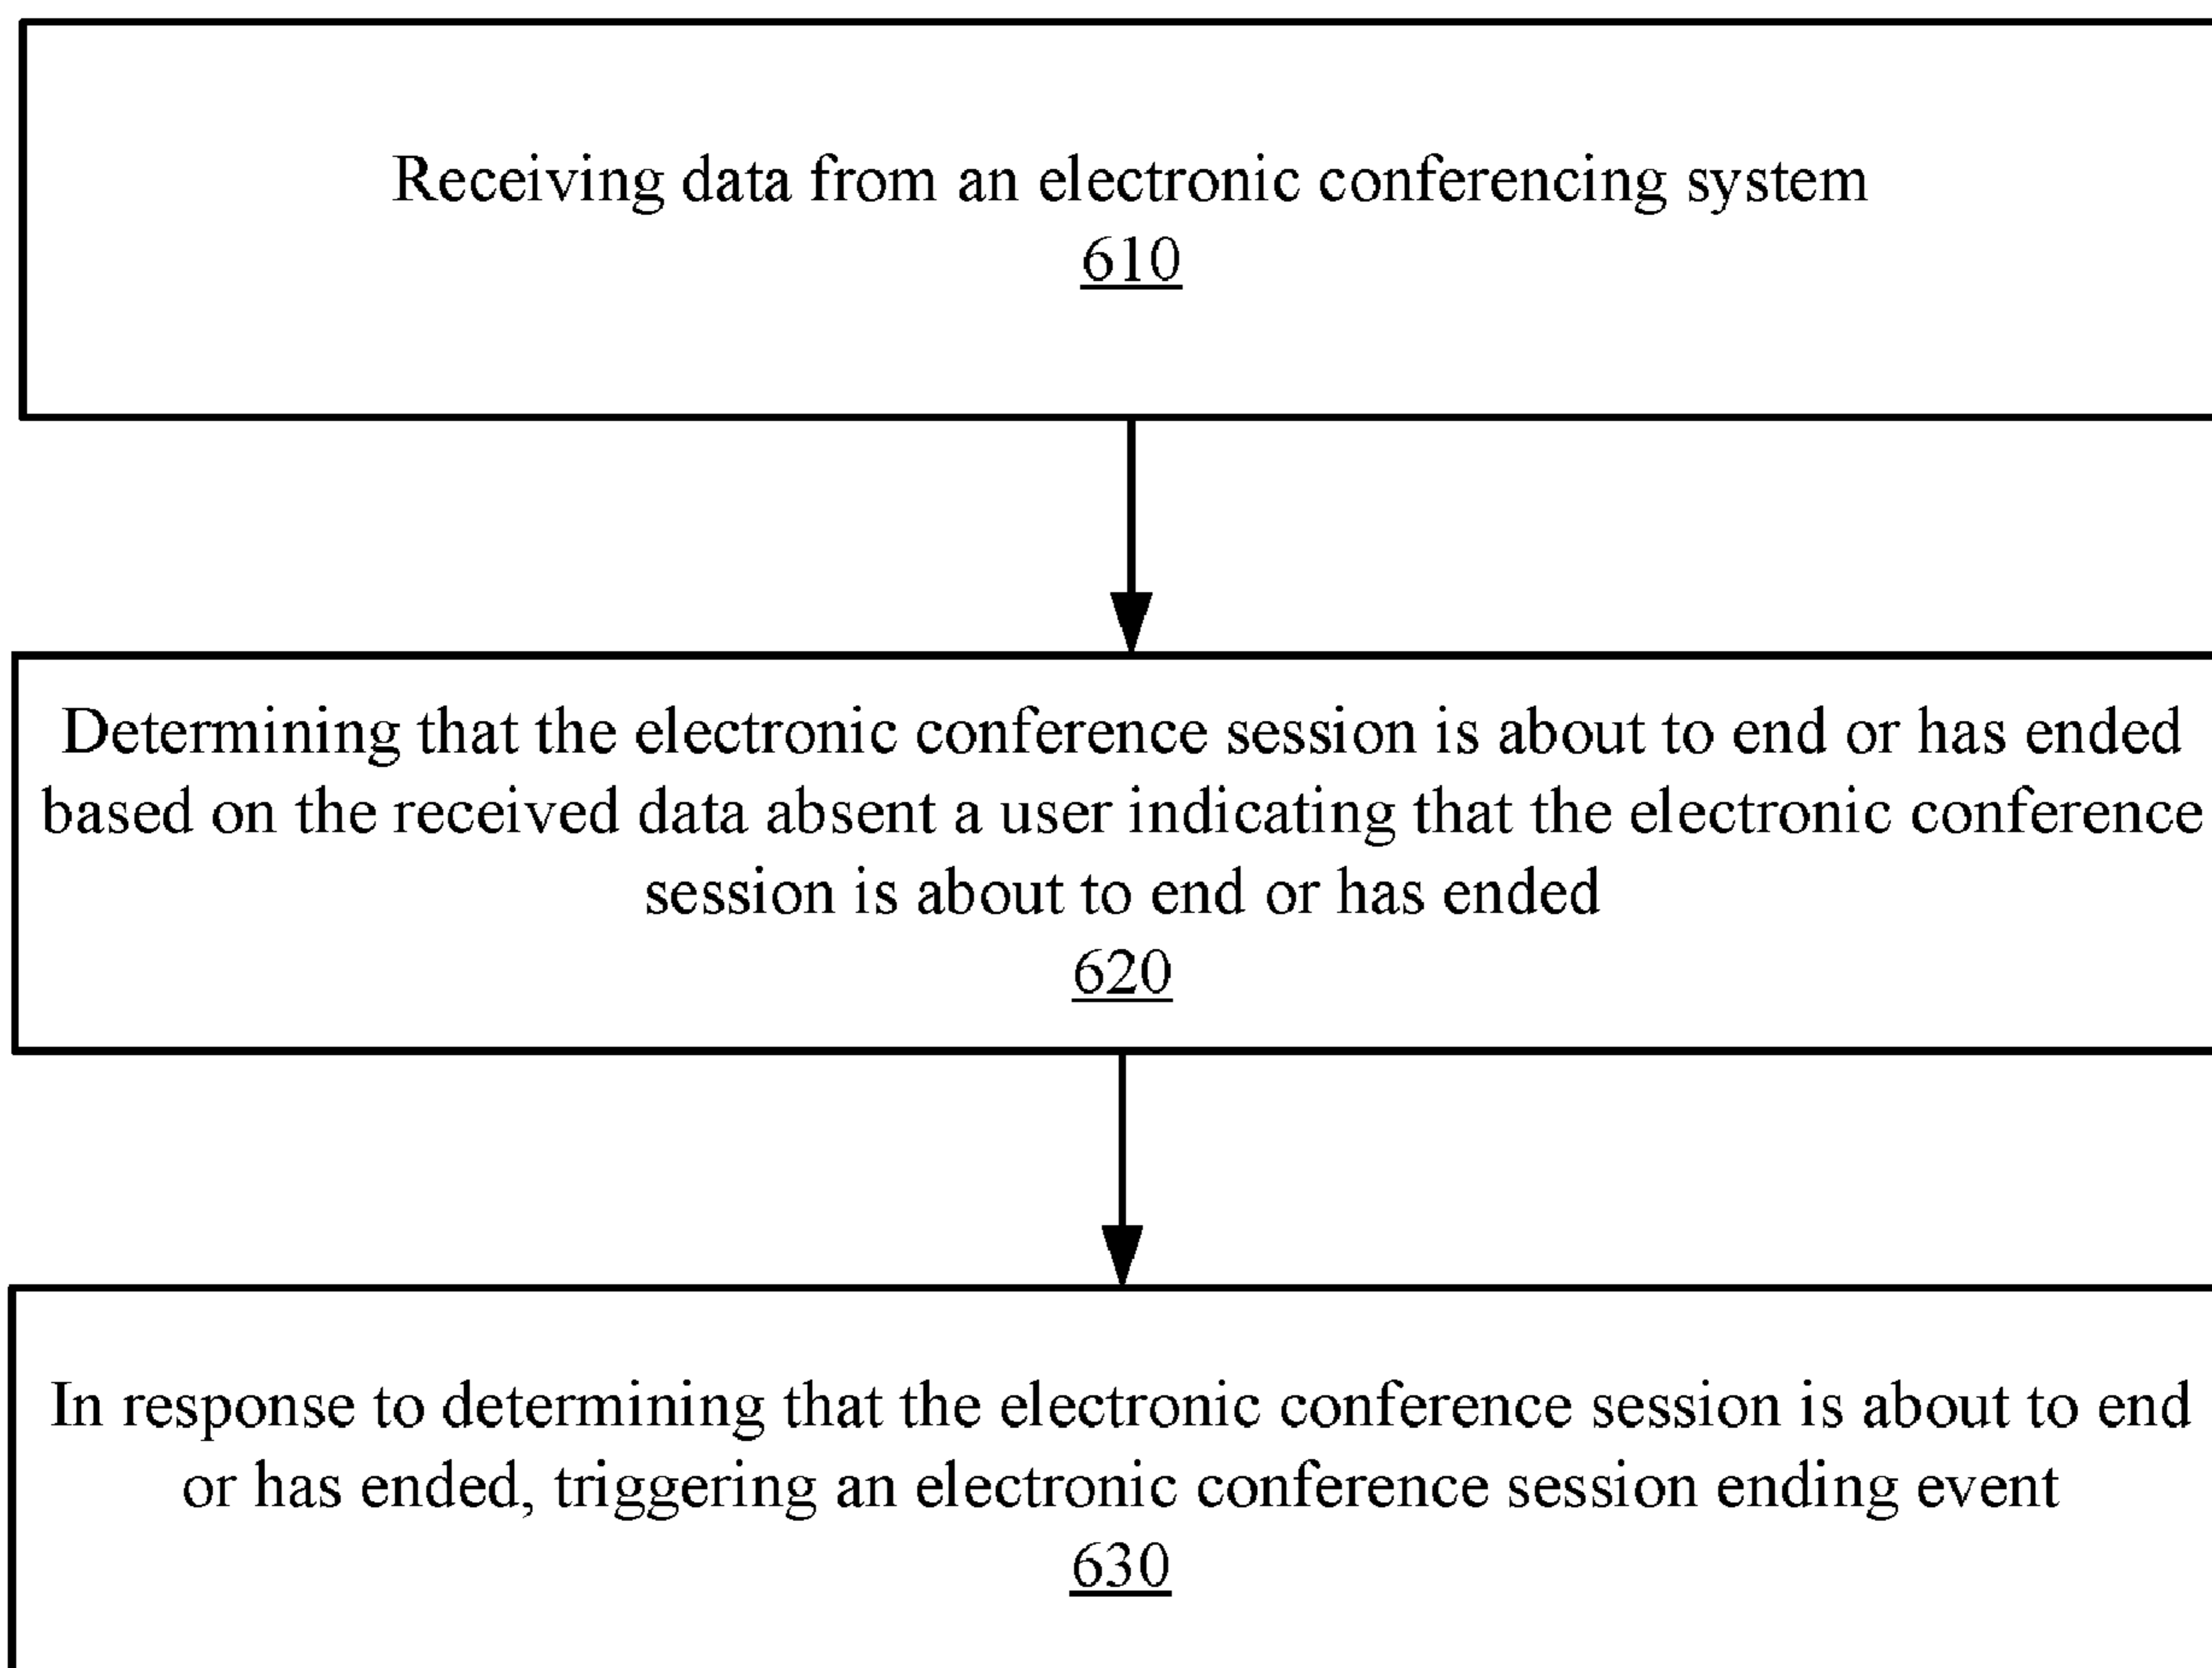 Receiving data from an electronic conferencing system
610
Determining that the electronic conference session is about to end or has ended
based on the received data absent a user indicating that the electronic conference
session is about to end or has ended
620
In response to determining that the electronic conference session is about to end
or has ended, triggering an electronic conference session ending event
630